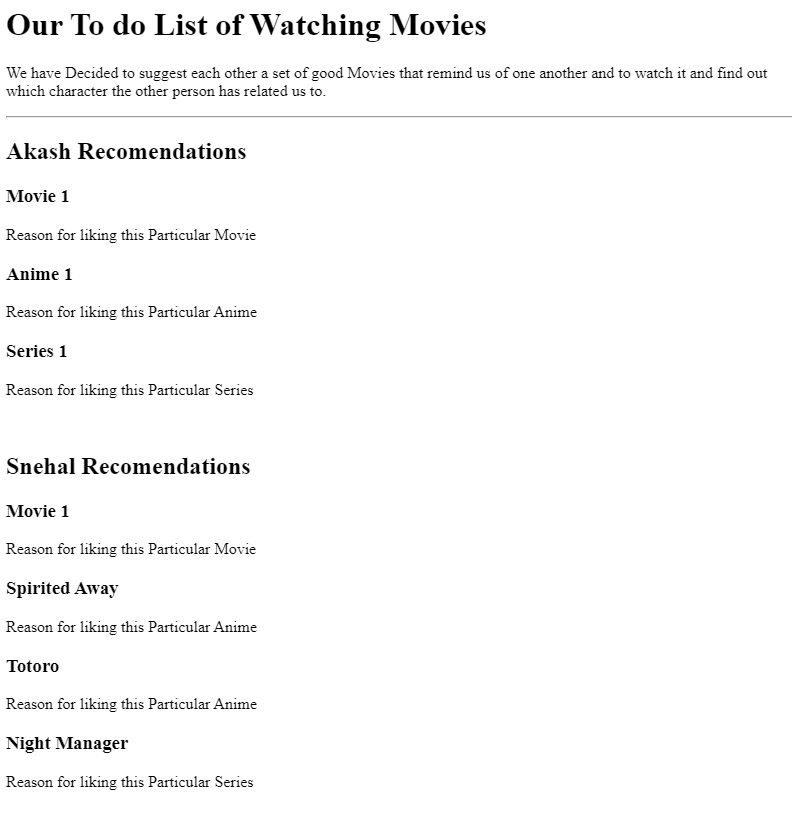 Our To do List of Watching Movies
We have Decided to suggest each other a set of good Movies that remind us of one another and to watch it and find out
which character the other person has related us to.
Akash Recomendations
Movie 1
Reason for liking this Particular Movie
Anime 1
Reason for liking this Particular Anime
Series 1
Reason for liking this Particular Series
Snehal Recomendations
Movie 1
Reason for liking this Particular Movie
Spirited Away
Reason for liking this Particular Anime
Totoro
Reason for liking this Particular Anime
Night Manager
Reason for liking this Particular Series